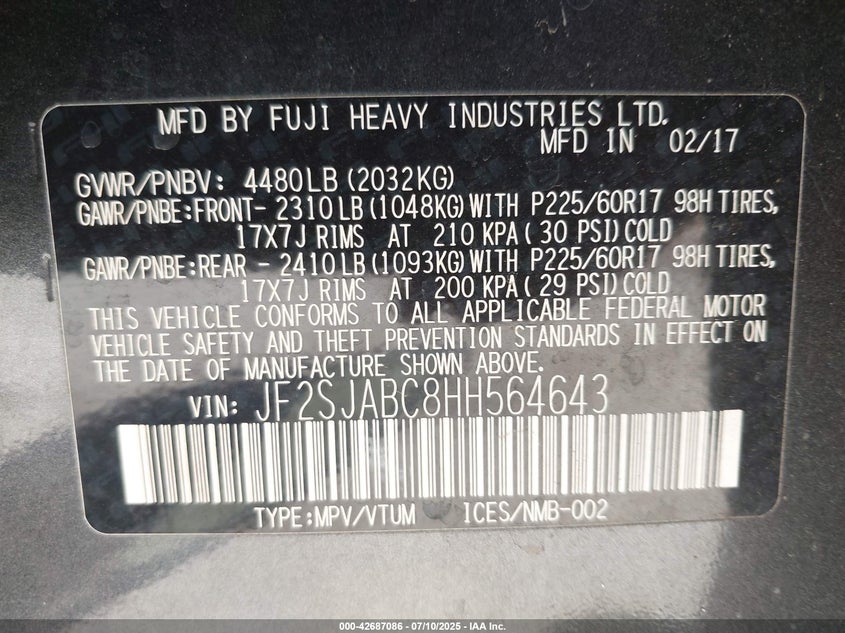 MFD BY FUJI HEAVY INDUSTRIES LTD.
MFD IN 02/17
GVWR/PNBV: 4480LB (2032KG)
GAWR/PNBE:FRONT- 2310LB (1048KG) WITH P225/60R17 98H TIRES,
17X7J RIMS AT 210 KPA ( 30 PSI) COLD
GAWR/PNBE:REAR - 2410LB (1093KG) WITH P225/60R17 98H TIRES,
17X7J RIMS AT 200 KPA ( 29 PSI) COLD
THIS VEHICLE CONFORMS TO ALL APPLICABLE FEDERAL MOTOR
VEHICLE SAFETY AND THEFT PREVENTION STANDARDS IN EFFECT ON
THE DATE OF MANUFACTURE SHOWN ABOVE.
VIN: JF2SJABC8HH564643
TYPE:MPV/VTUM ICES/NMB-002
000-42687086 - 07/10/2025 - IAA Inc.